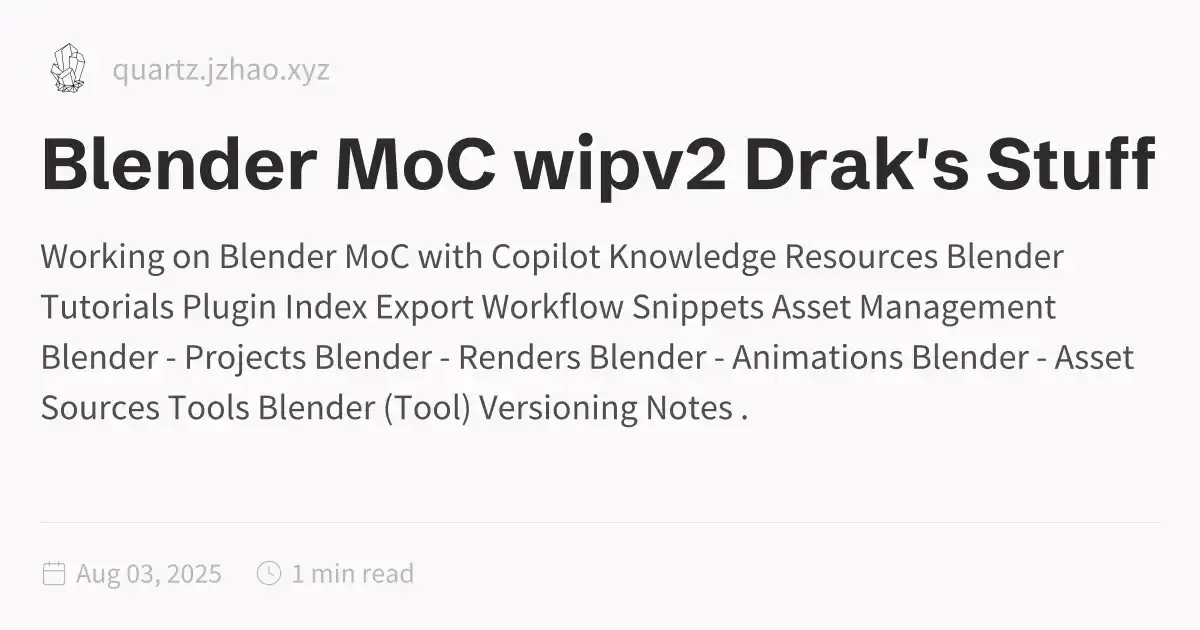 quartz.jzhao.xyz
Blender MoC wipv2 Drak's Stuff
Working on Blender MoC with Copilot Knowledge Resources Blender
Tutorials Plugin Index Export Workflow Snippets Asset Management
Blender - Projects Blender - Renders Blender - Animations Blender - Asset
Sources Tools Blender (Tool) Versioning Notes .
Aug 03, 2025 1 min read